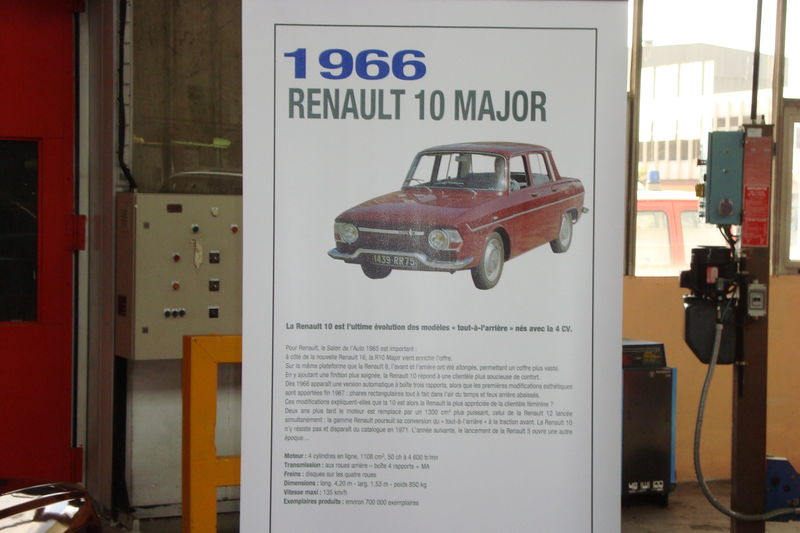 1966
RENAULT 10 MAJOR
1439 RR75
La Renault 10 est l'ultime évolution des modèles « tout-à-l'arrière » nés avec la 4 CV.
Pour Renault, le Salon de l'Auto 1965 est important :
à côté de la nouvelle Renault 16, la R10 Major vient enrichir l'offre.
Sur la même plateforme que la Renault 8, l'avant et l'arrière ont été allongés, permettant un coffre plus vaste.
En y ajoutant une finition plus soignée, la Renault 10 répond à une clientèle plus soucieuse de confort.
Dès 1966 apparaît une version automatique à boîte trois rapports, alors que les premières modifications esthétiques
sont apportées fin 1967 : phares rectangulaires tout à fait dans l'air du temps et feux arrière abaissés.
Ces modifications expliquent-elles que la 10 est alors la Renault la plus appréciée de la clientèle féminine ?
Deux ans plus tard le moteur est remplacé par un 1300 cm³ plus puissant, celui de la Renault 12 lancée
simultanément : la gamme Renault poursuit sa conversion du « tout-à-l'arrière » à la traction avant. La Renault 10
n'y résiste pas et disparaît du catalogue en 1971. L'année suivante, le lancement de la Renault 5 ouvre une autre
époque…
Moteur : 4 cylindres en ligne, 1108 cm³, 50 ch à 4 600 tr/mn
Transmission : aux roues arrière – boîte 4 rapports + MA
Freins : disques sur les quatre roues
Dimensions : long. 4,20 m - larg. 1,53 m - poids 850 kg
Vitesse maxi : 135 km/h
Exemplaires produits : environ 700 000 exemplaires